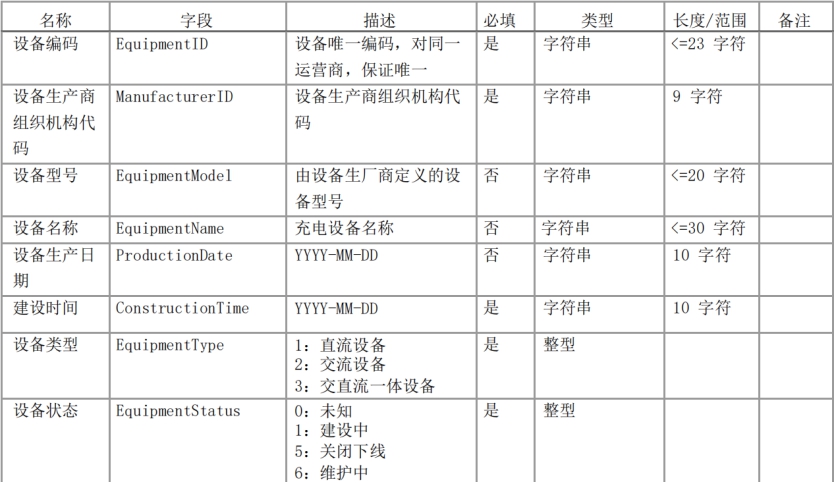 名称 字段 描述 必填 类型 长度/范围 备注
设备编码 EquipmentID 设备唯一编码，对同一 是 字符串 <=23 字符
运营商，保证唯一
设备生产商 ManufacturerID 设备生产商组织机构代 是 字符串 9 字符
组织机构代 码
码
设备型号 EquipmentModel 由设备生厂商定义的设 否 字符串 <=20 字符
备型号
设备名称 EquipmentName 充电设备名称 否 字符串 <=30 字符
设备生产日 ProductionDate YYYY-MM-DD 否 字符串 10 字符
期
建设时间 ConstructionTime YYYY-MM-DD 是 字符串 10 字符
设备类型 EquipmentType 1：直流设备 是 整型
2：交流设备
3：交直流一体设备
设备状态 EquipmentStatus 0：未知 是 整型
1：建设中
5：关闭下线
6：维护中